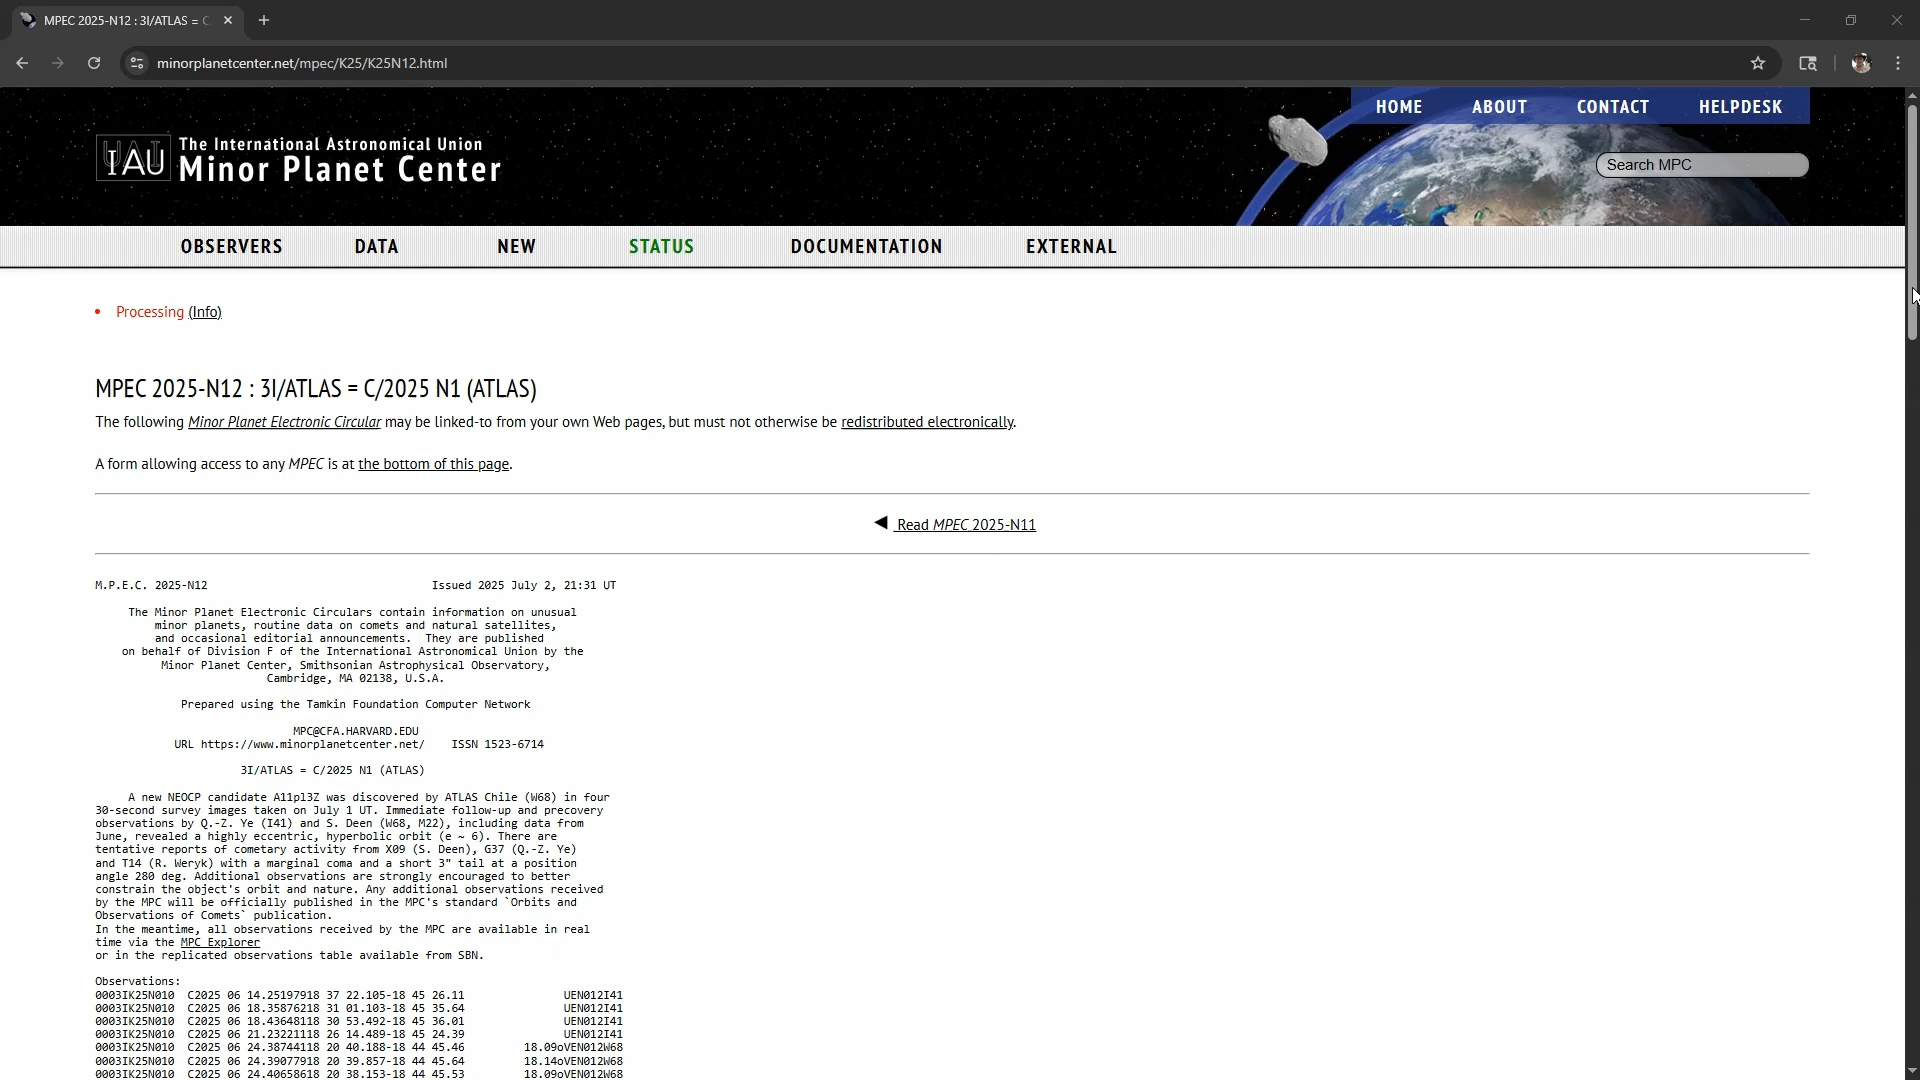 MPEC 2025-N12 : 3I/ATLAS = C
minorplanetcenter.net/mpec/K25/K25N12.html
HOME ABOUT CONTACT HELPDESK
IAU
The International Astronomical Union
Minor Planet Center
Search MPC
OBSERVERS DATA NEW STATUS DOCUMENTATION EXTERNAL
• Processing (Info)
MPEC 2025-N12 : 3I/ATLAS = C/2025 N1 (ATLAS)
The following Minor Planet Electronic Circular may be linked-to from your own Web pages, but must not otherwise be redistributed electronically.
A form allowing access to any MPEC is at the bottom of this page.
◀ Read MPEC 2025-N11
M.P.E.C. 2025-N12 Issued 2025 July 2, 21:31 UT
The Minor Planet Electronic Circulars contain information on unusual
minor planets, routine data on comets and natural satellites,
and occasional editorial announcements. They are published
on behalf of Division F of the International Astronomical Union by the
Minor Planet Center, Smithsonian Astrophysical Observatory,
Cambridge, MA 02138, U.S.A.
Prepared using the Tamkin Foundation Computer Network
MPC@CFA.HARVARD.EDU
URL https://www.minorplanetcenter.net/ ISSN 1523-6714
3I/ATLAS = C/2025 N1 (ATLAS)
A new NEOCP candidate A11pl3Z was discovered by ATLAS Chile (W68) in four
30-second survey images taken on July 1 UT. Immediate follow-up and precovery
observations by Q.-Z. Ye (I41) and S. Deen (W68, M22), including data from
June, revealed a highly eccentric, hyperbolic orbit (e ~ 6). There are
tentative reports of cometary activity from X09 (S. Deen), G37 (Q.-Z. Ye)
and T14 (R. Weryk) with a marginal coma and a short 3" tail at a position
angle 280 deg. Additional observations are strongly encouraged to better
constrain the object's orbit and nature. Any additional observations received
by the MPC will be officially published in the MPC's standard `Orbits and
Observations of Comets` publication.
In the meantime, all observations received by the MPC are available in real
time via the MPC Explorer
or in the replicated observations table available from SBN.
Observations:
0003IK25N010 C2025 06 14.25197918 37 22.105-18 45 26.11 UEN012I41
0003IK25N010 C2025 06 18.35876218 31 01.103-18 45 35.64 UEN012I41
0003IK25N010 C2025 06 18.43648118 30 53.492-18 45 36.01 UEN012I41
0003IK25N010 C2025 06 21.23221118 26 14.489-18 45 24.39 UEN012I41
0003IK25N010 C2025 06 24.38744118 20 40.188-18 44 45.46 18.09oVEN012W68
0003IK25N010 C2025 06 24.39077918 20 39.857-18 44 45.64 18.14oVEN012W68
0003IK25N010 C2025 06 24.40658618 20 38.153-18 44 45.53 18.09oVEN012W68